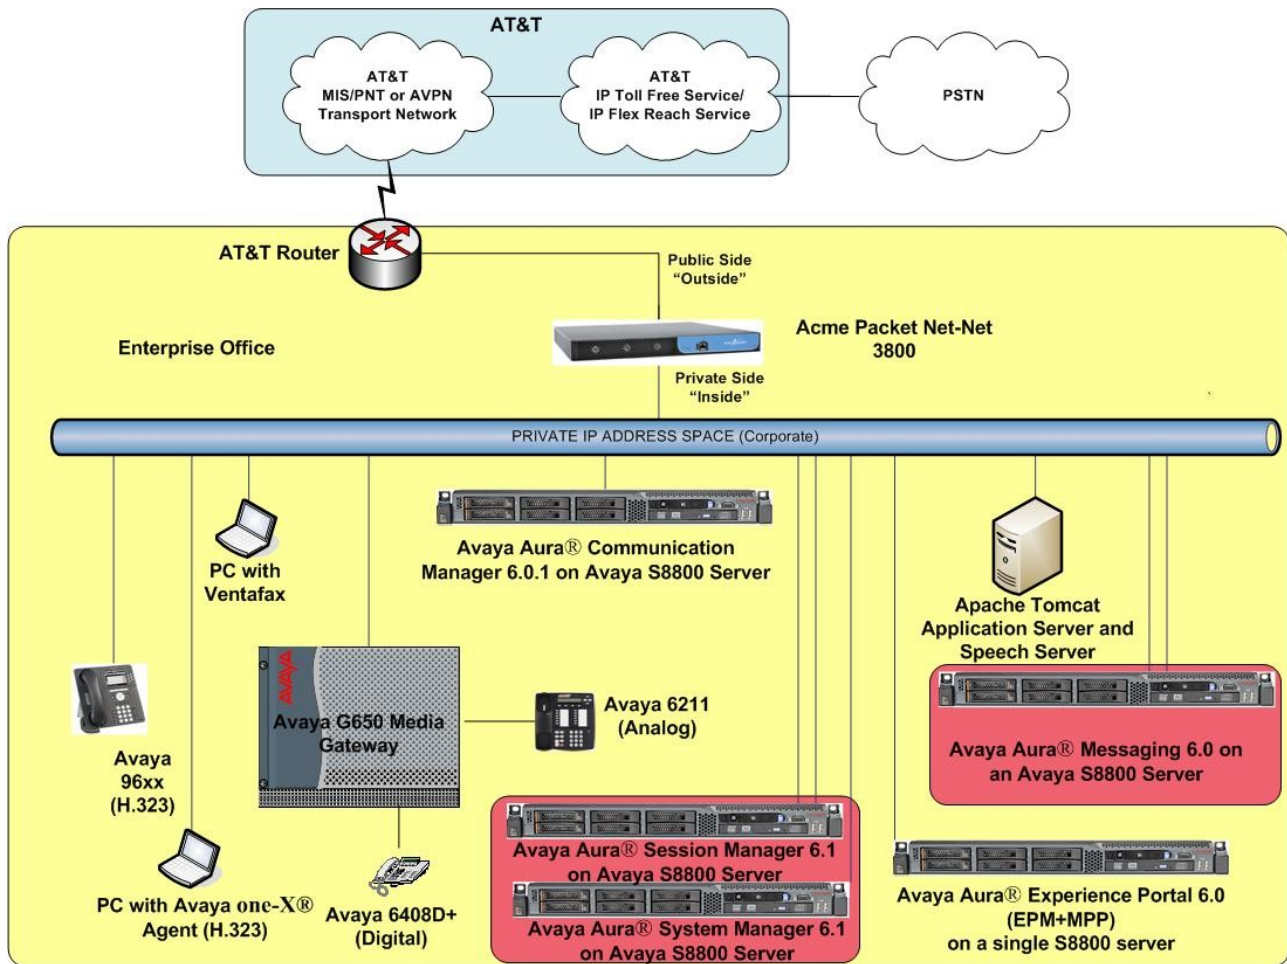 AT&T
AT&T
MIS/PNT or AVPN
Transport Network
AT&T
IP Toll Free Service/
IP Flex Reach Service
PSTN
AT&T Router
Public Side
“Outside”
Enterprise Office
Acme Packet Net-Net
3800
Private Side
“Inside”
PRIVATE IP ADDRESS SPACE (Corporate)
PC with
Ventafax
Avaya Aura® Communication
Manager 6.0.1 on Avaya S8800 Server
Apache Tomcat
Application Server and
Speech Server
AVAYA
Avaya G650 Media
Gateway
Avaya 6211
(Analog)
Avaya Aura® Messaging 6.0 on
an Avaya S8800 Server
Avaya
96xx
(H.323)
Avaya Aura® Session Manager 6.1
on Avaya S8800 Server
Avaya Aura® Experience Portal 6.0
(EPM+MPP)
on a single S8800 server
PC with Avaya one-X®
Agent (H.323)
Avaya 6408D+
(Digital)
Avaya Aura® System Manager 6.1
on Avaya S8800 Server